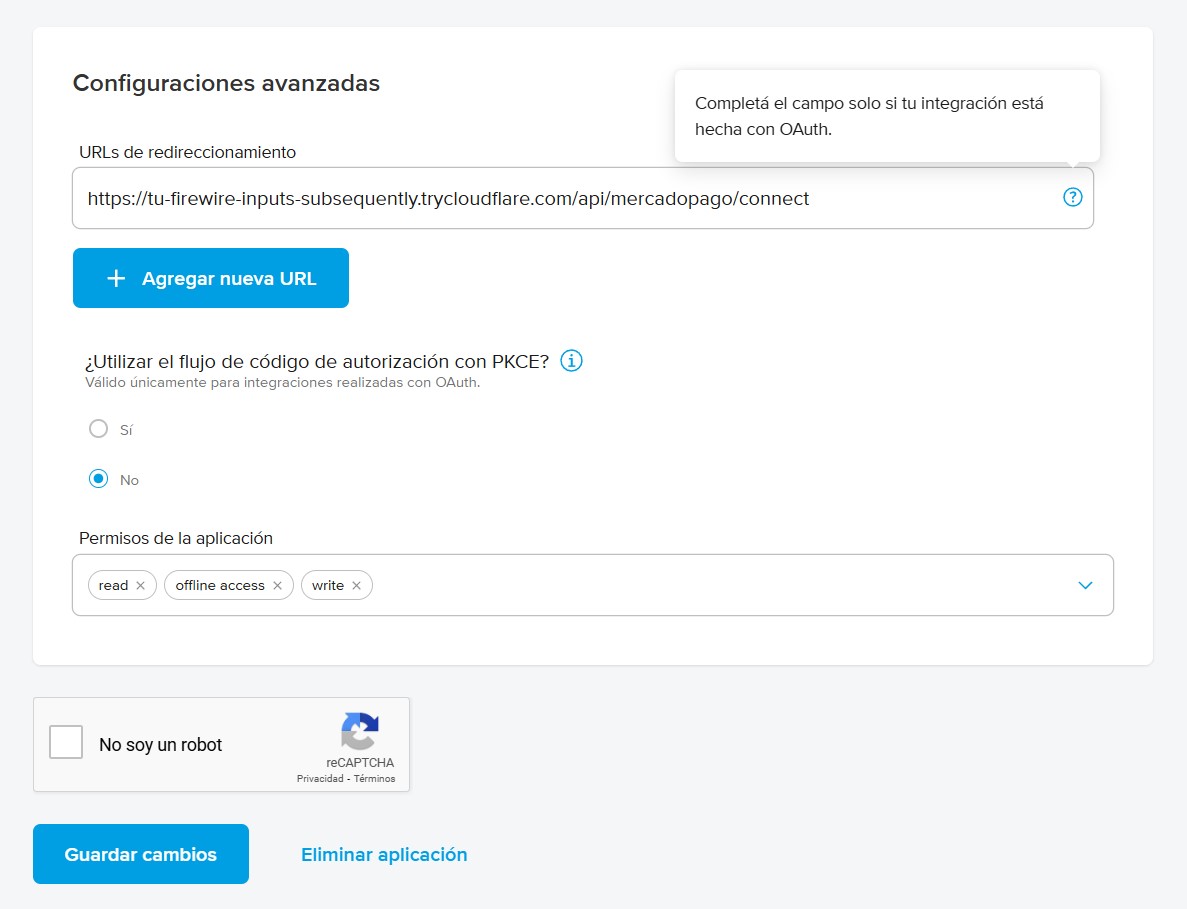 Configuraciones avanzadas
Completá el campo solo si tu integración está
hecha con OAuth.
URLs de redireccionamiento
https://tu-firewire-inputs-subsequently.trycloudflare.com/api/mercadopago/connect
?
+ Agregar nueva URL
¿Utilizar el flujo de código de autorización con PKCE? i
Válido únicamente para integraciones realizadas con OAuth.
Sí
No
Permisos de la aplicación
read × offline access × write ×
No soy un robot
reCAPTCHA
Privacidad - Términos
Guardar cambios
Eliminar aplicación